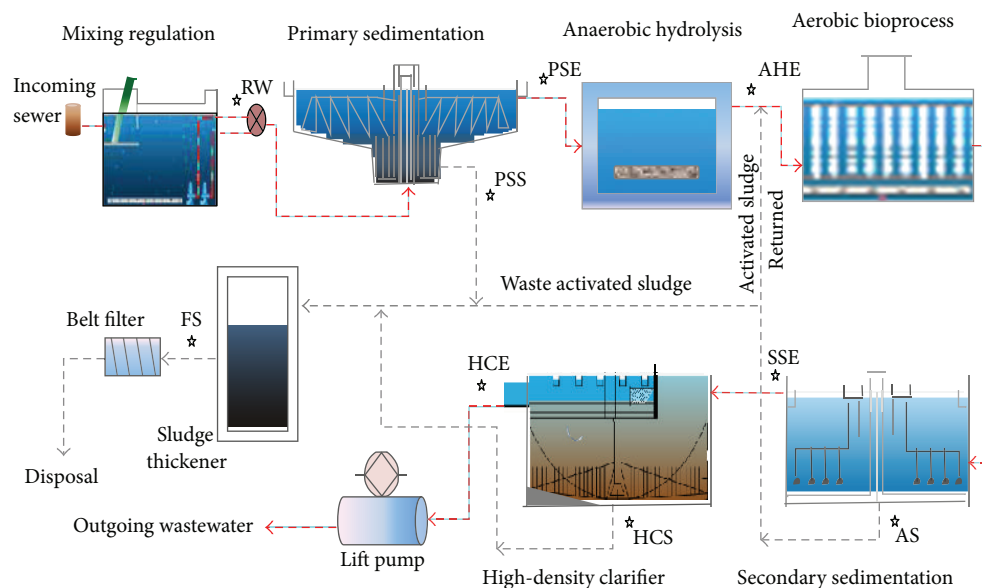 Mixing regulation
Primary sedimentation
Anaerobic hydrolysis
Aerobic bioprocess
Incoming
sewer
RW
PSE
AHE
PSS
Activated sludge
Returned
Waste activated sludge
Belt filter
FS
HCE
SSE
Sludge
thickener
Disposal
Outgoing wastewater
Lift pump
HCS
AS
High-density clarifier
Secondary sedimentation